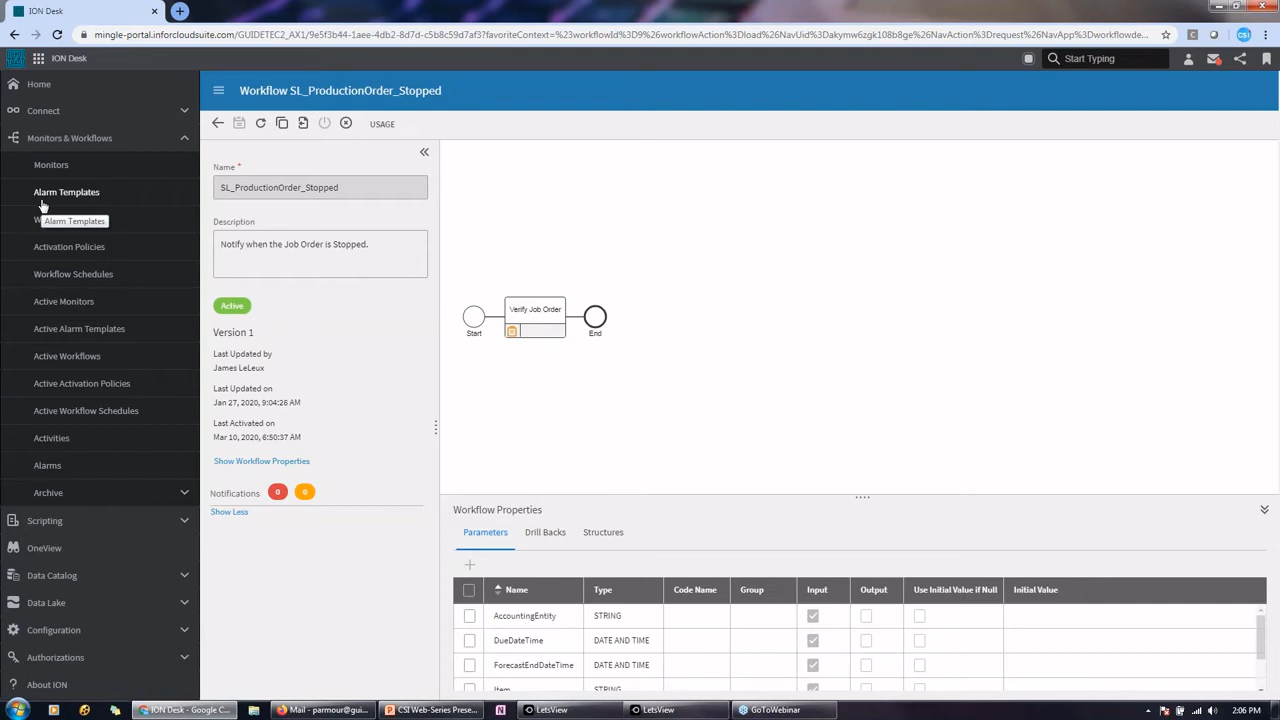 ION Desk
mingle-portal.inforcloudsuite.com/GUIDETEC2_AX1/9e5f3b44-1aee-4db2-8d7d-c5b8c59d7af3?favoriteContext=%23workflowId%3D9%26workflowAction%3Dload%26NavUid%3Dakymw6zgk108b8ge%26NavAction%3Drequest%26NavApp%3Dworkflowde...
ION Desk
Start Typing
Home
Connect
Monitors & Workflows
Monitors
Alarm Templates
W
Alarm Templates
Activation Policies
Workflow Schedules
Active Monitors
Active Alarm Templates
Active Workflows
Active Activation Policies
Active Workflow Schedules
Activities
Alarms
Archive
Scripting
OneView
Data Catalog
Data Lake
Configuration
Authorizations
About ION
Workflow SL_ProductionOrder_Stopped
USAGE
Name *
SL_ProductionOrder_Stopped
Description
Notify when the Job Order is Stopped.
Active
Version 1
Last Updated by
James LeLeux
Last Updated on
Jan 27, 2020, 9:04:26 AM
Last Activated on
Mar 10, 2020, 6:50:37 AM
Show Workflow Properties
Notifications 0 0
Show Less
Verify Job Order
Start
End
Workflow Properties
Parameters Drill Backs Structures
Name Type Code Name Group Input Output Use Initial Value if Null Initial Value
AccountingEntity STRING
DueDateTime DATE AND TIME
ForecastEndDateTime DATE AND TIME
Item STRING
ION Desk - Google C...
Mail - parmour@gui...
CSI Web-Series Prese...
LetsView
LetsView
GoToWebinar
2:06 PM